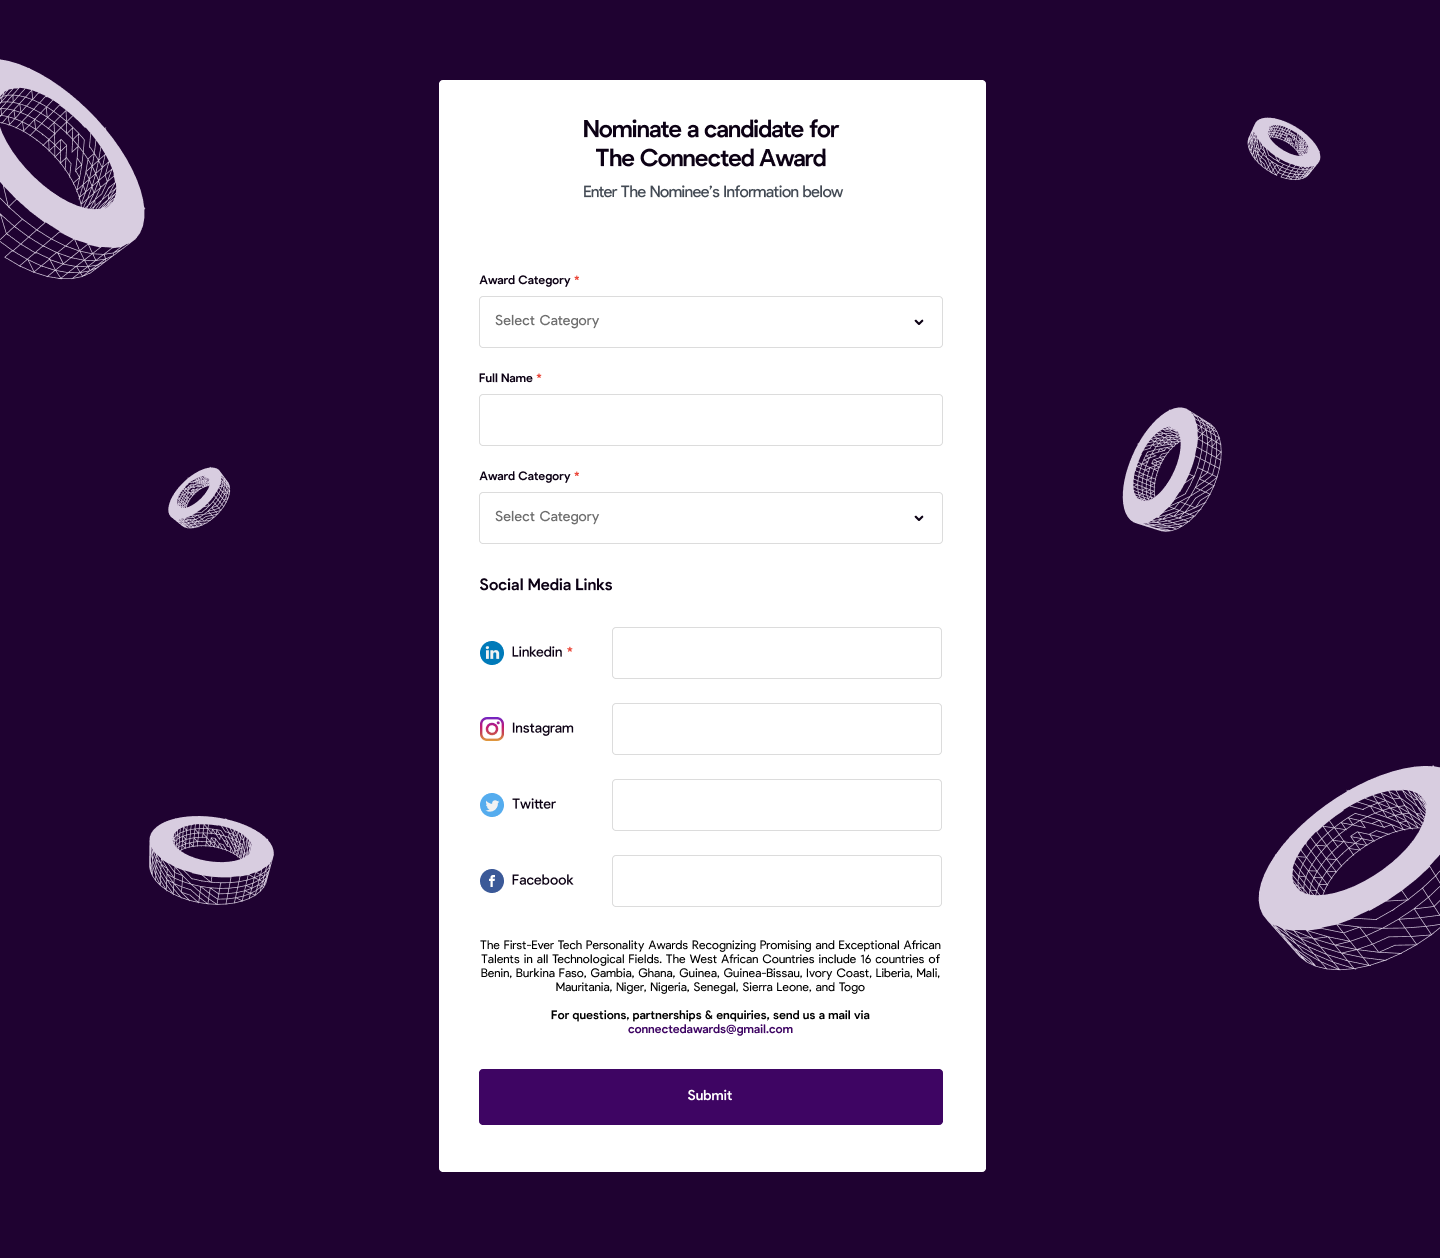 Nominate a candidate for
The Connected Award
Enter The Nominee's Information below
Award Category *
Select Category
Full Name *
Award Category *
Select Category
Social Media Links
in Linkedin *
Instagram
Twitter
f Facebook
The First-Ever Tech Personality Awards Recognizing Promising and Exceptional African
Talents in all Technological Fields. The West African Countries include 16 countries of
Benin, Burkina Faso, Gambia, Ghana, Guinea, Guinea-Bissau, Ivory Coast, Liberia, Mali,
Mauritania, Niger, Nigeria, Senegal, Sierra Leone, and Togo
For questions, partnerships & enquiries, send us a mail via
connectedawards@gmail.com
Submit